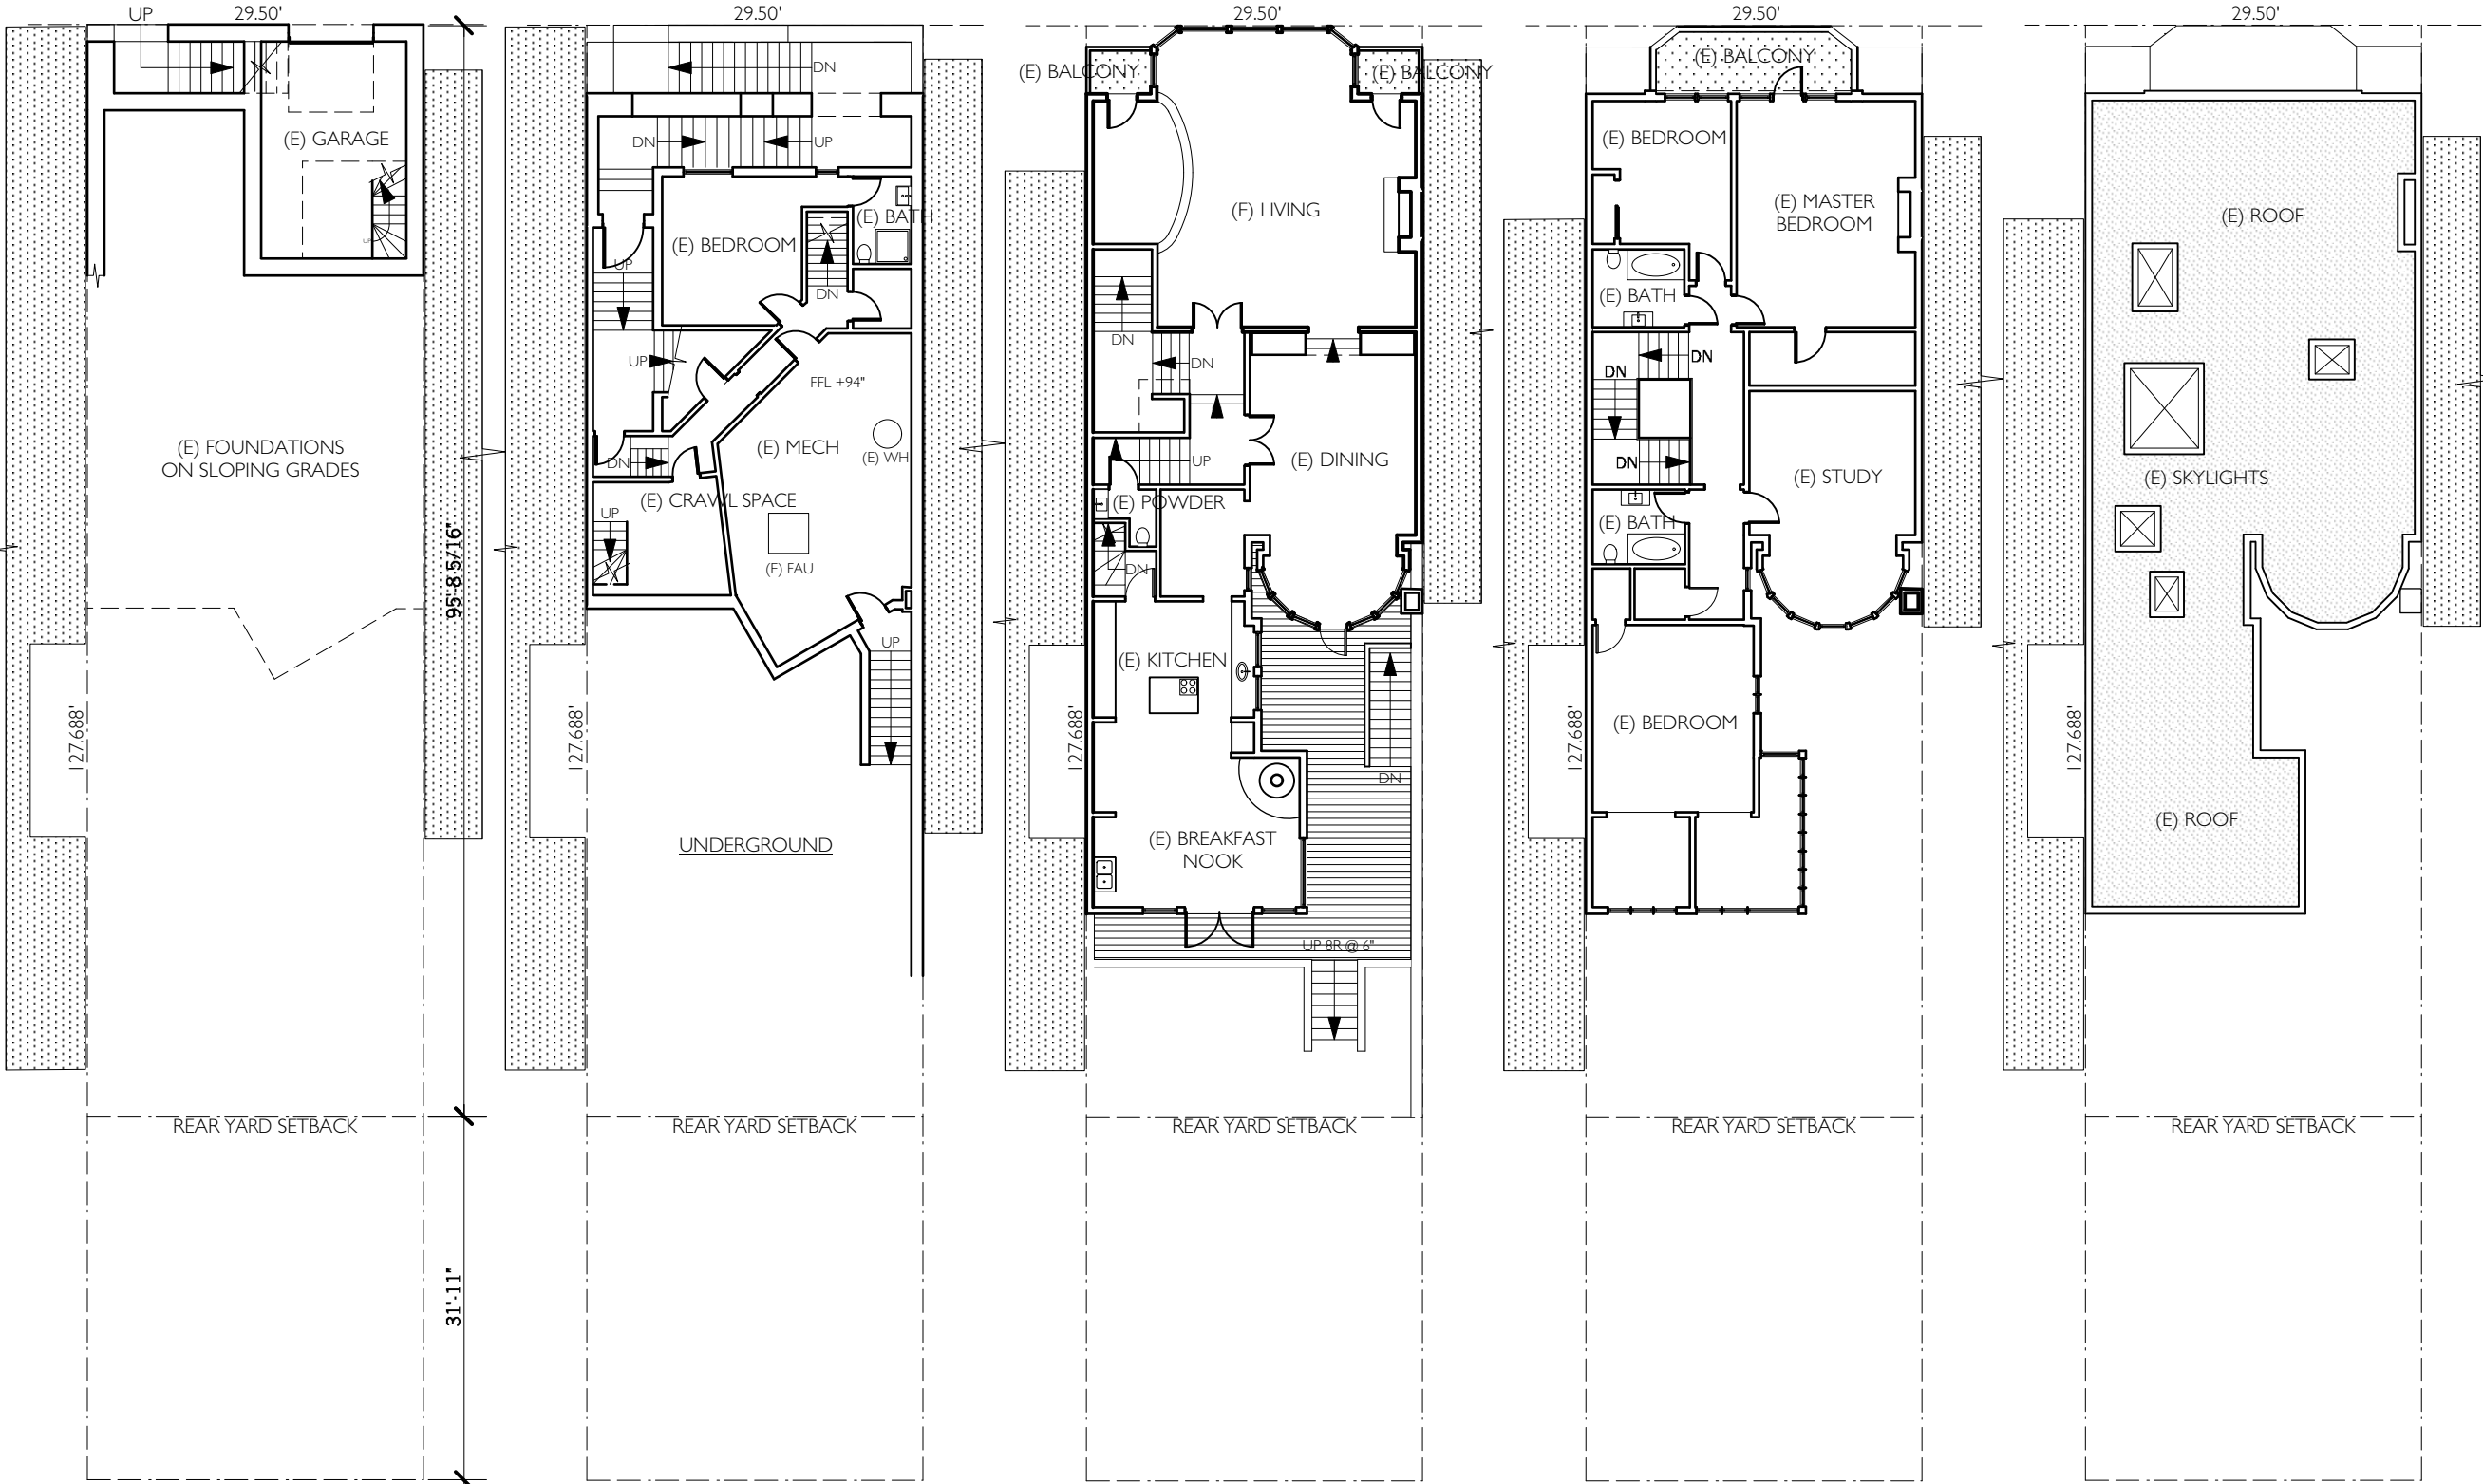 UP
29.50'
(E) GARAGE
UP
(E) FOUNDATIONS
ON SLOPING GRADES
95'-8 5/16"
127.688'
REAR YARD SETBACK
31'-11"
29.50'
DN
DN
UP
(E) BATH
(E) BEDROOM
UP
DN
UP
FFL +94"
(E) MECH
(E) WH
DN
(E) CRAWL SPACE
UP
(E) FAU
UP
127.688'
UNDERGROUND
REAR YARD SETBACK
29.50'
(E) BALCONY
(E) BALCONY
(E) LIVING
DN
DN
UP
(E) DINING
(E) POWDER
DN
(E) KITCHEN
127.688'
DN
(E) BREAKFAST
NOOK
UP 8R @ 6"
REAR YARD SETBACK
29.50'
(E) BALCONY
(E) BEDROOM
(E) MASTER
BEDROOM
(E) BATH
DN
DN
DN
(E) STUDY
(E) BATH
(E) BEDROOM
127.688'
REAR YARD SETBACK
29.50'
(E) ROOF
(E) SKYLIGHTS
127.688'
(E) ROOF
REAR YARD SETBACK